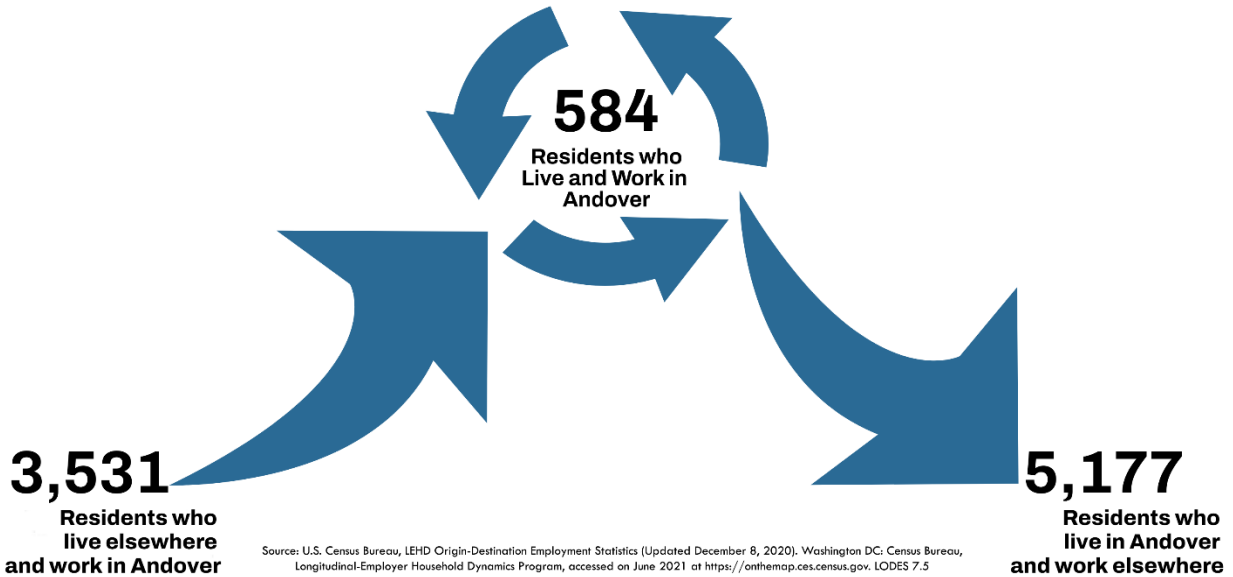 584
Residents who
Live and Work in
Andover
3,531
Residents who
live elsewhere
and work in Andover
5,177
Residents who
live in Andover
and work elsewhere
Source: U.S. Census Bureau, LEHD Origin-Destination Employment Statistics (Updated December 8, 2020). Washington DC: Census Bureau,
Longitudinal-Employer Household Dynamics Program, accessed on June 2021 at https://onthemap.ces.census.gov. LODES 7.5